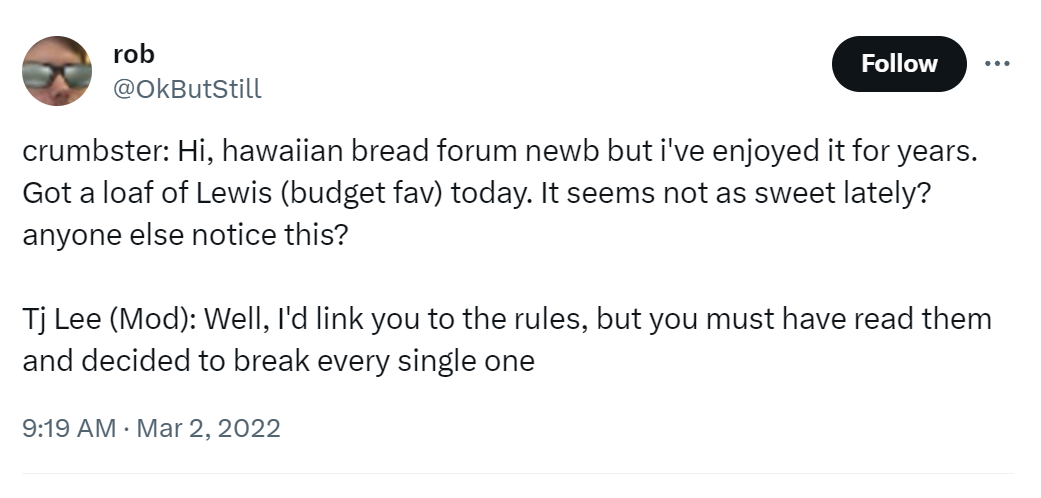 rob
@OkButStill
Follow
crumbster: Hi, hawaiian bread forum newb but i've enjoyed it for years.
Got a loaf of Lewis (budget fav) today. It seems not as sweet lately?
anyone else notice this?
Tj Lee (Mod): Well, I'd link you to the rules, but you must have read them
and decided to break every single one
9:19 AM · Mar 2, 2022